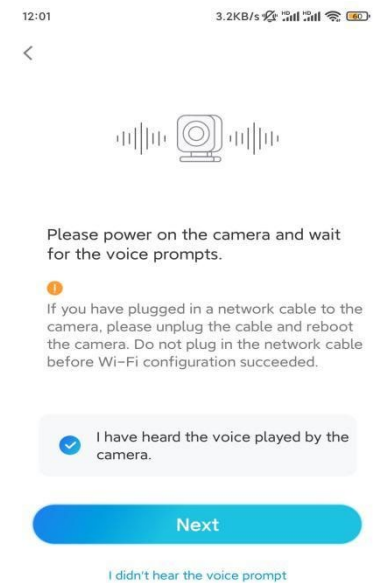 12:01
3.2KB/s
60
Please power on the camera and wait
for the voice prompts.
If you have plugged in a network cable to the
camera, please unplug the cable and reboot
the camera. Do not plug in the network cable
before Wi-Fi configuration succeeded.
I have heard the voice played by the
camera.
Next
I didn't hear the voice prompt